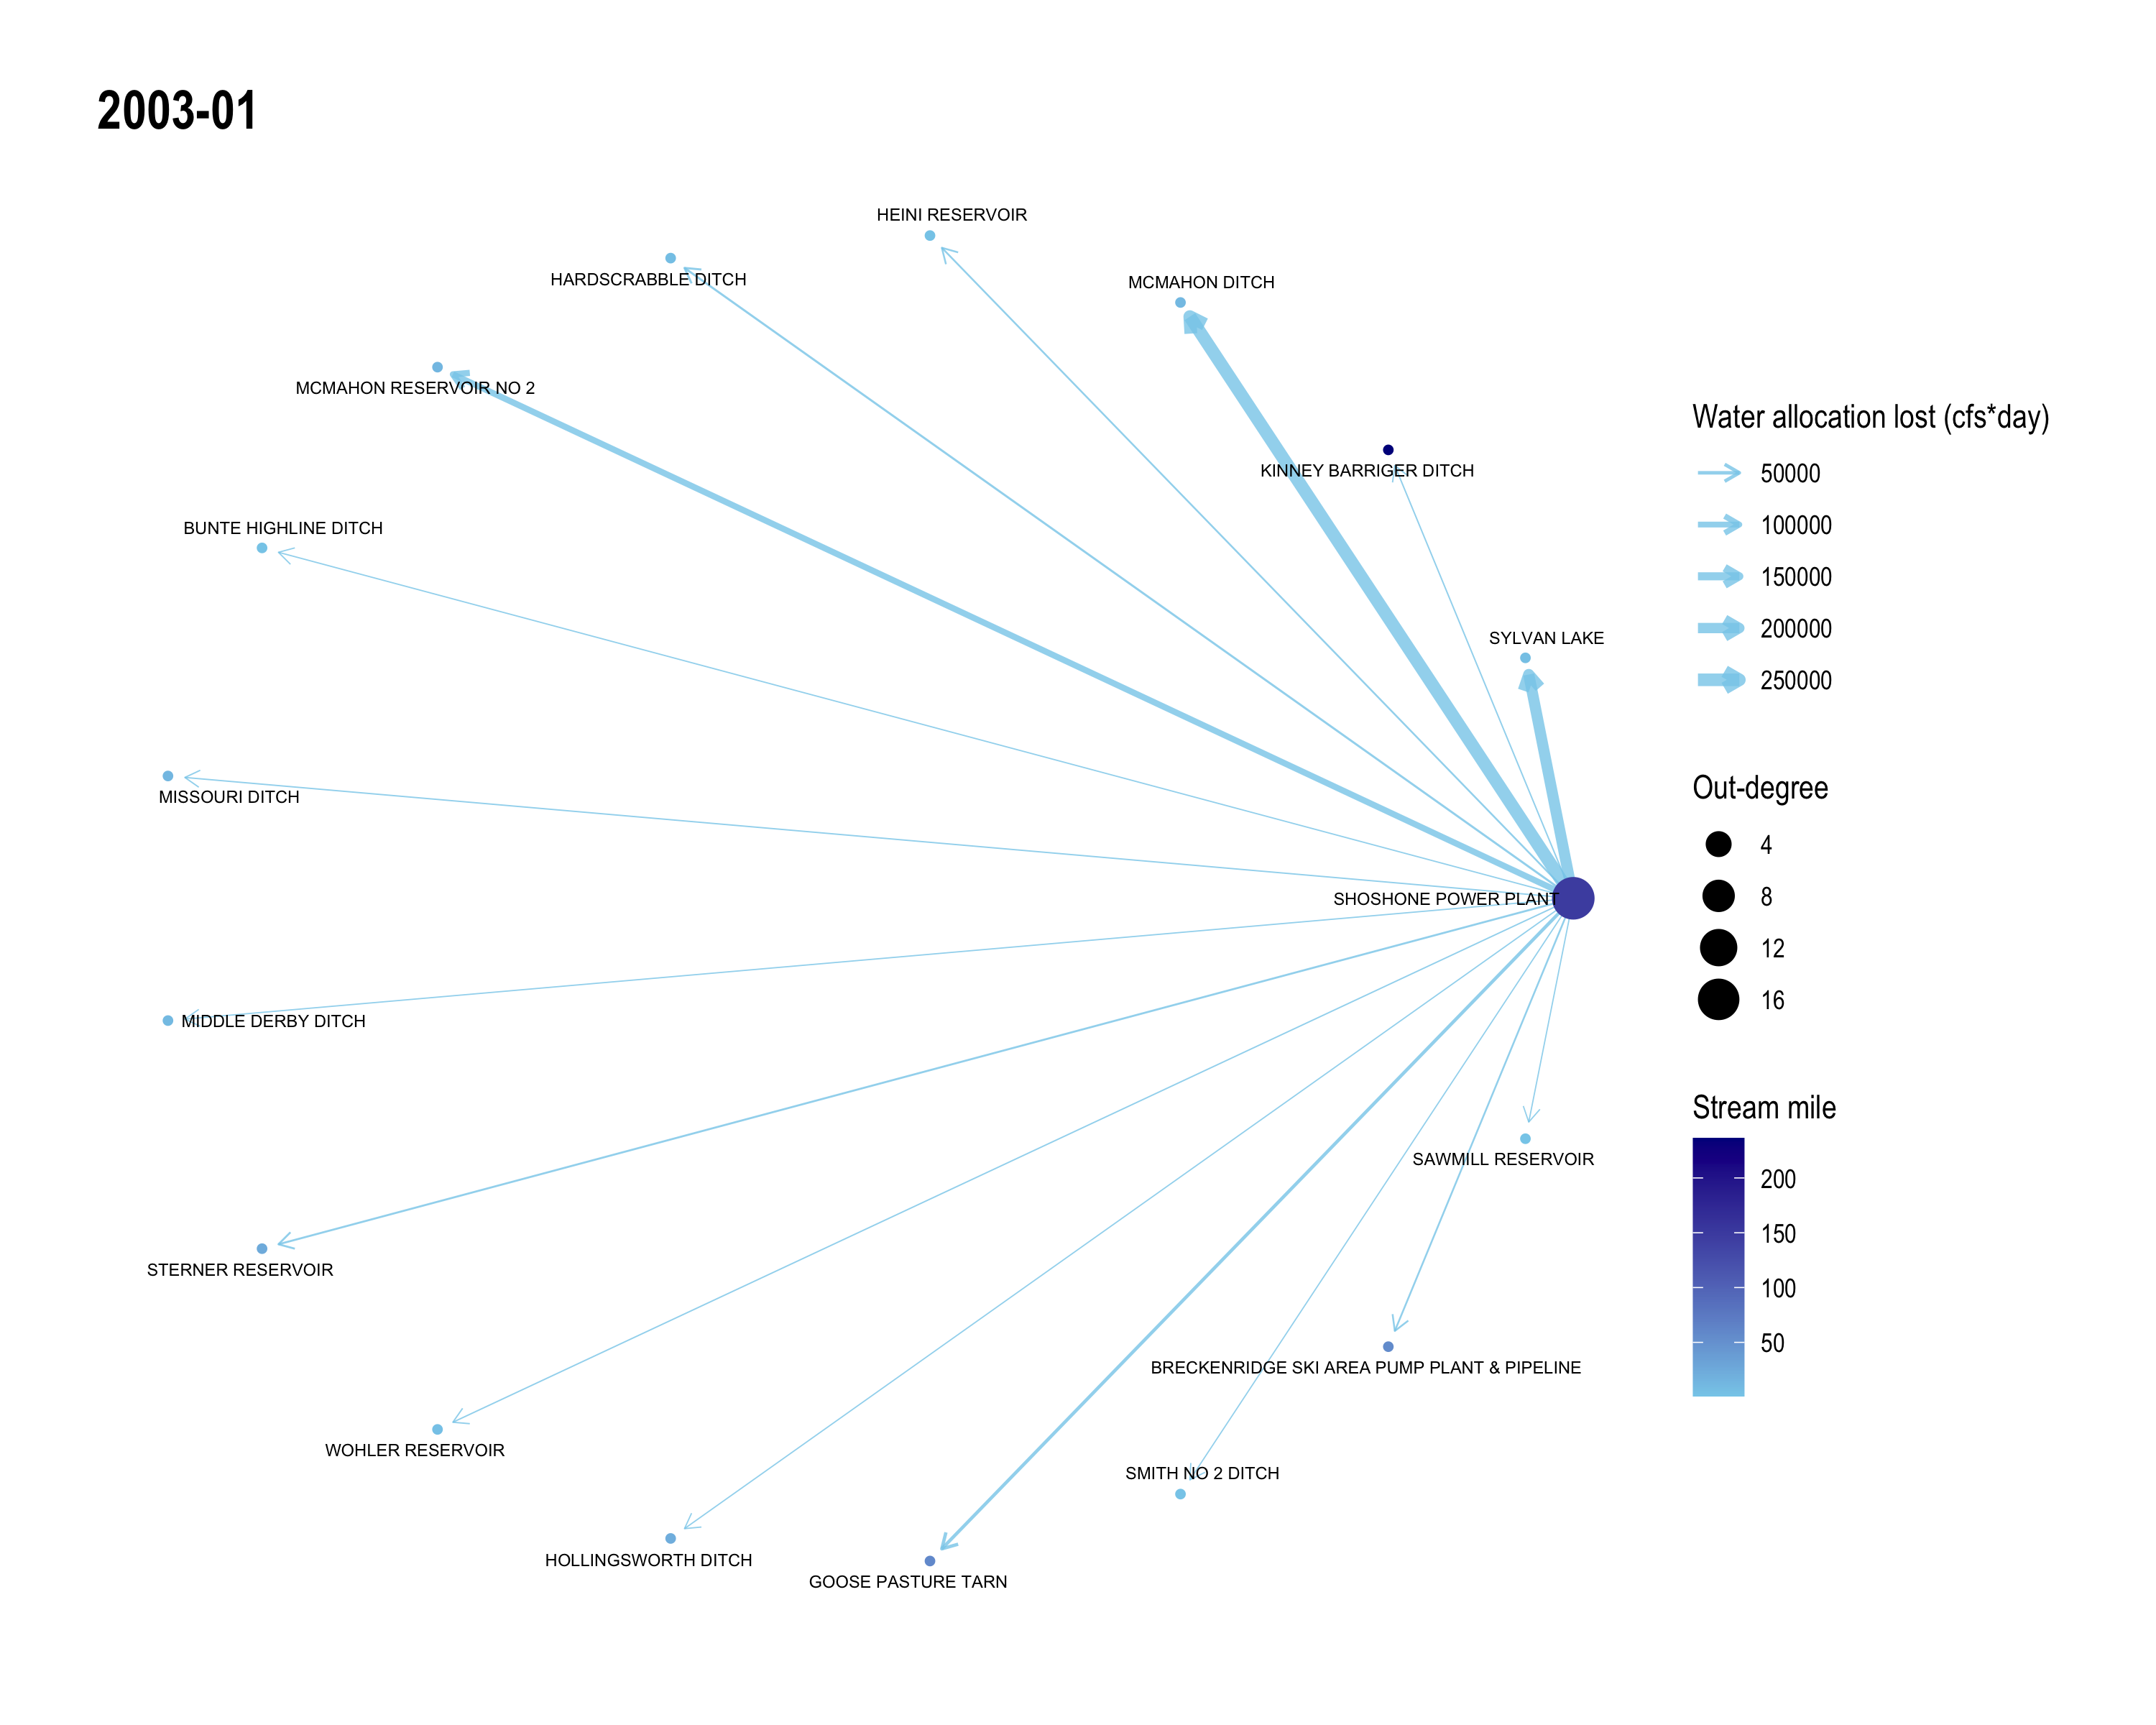 2003-01
HEINI RESERVOIR
HARDSCRABBLE DITCH
MCMAHON DITCH
MCMAHON RESERVOIR NO 2
KINNEY BARRIGER DITCH
BUNTE HIGHLINE DITCH
SYLVAN LAKE
MISSOURI DITCH
SHOSHONE POWER PLANT
MIDDLE DERBY DITCH
SAWMILL RESERVOIR
STERNER RESERVOIR
BRECKENRIDGE SKI AREA PUMP PLANT & PIPELINE
WOHLER RESERVOIR
SMITH NO 2 DITCH
HOLLINGSWORTH DITCH
GOOSE PASTURE TARN
Water allocation lost (cfs*day)
50000
100000
150000
200000
250000
Out-degree
4
8
12
16
Stream mile
200
150
100
50